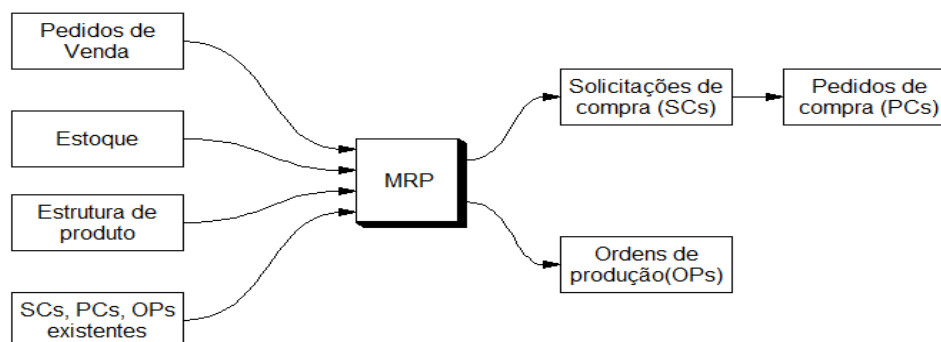 Pedidos de
Venda
Estoque
Estrutura de
produto
SCs, PCs, OPs
existentes
MRP
Solicitações de
compra (SCs)
Pedidos de
compra (PCs)
Ordens de
produção(OPs)